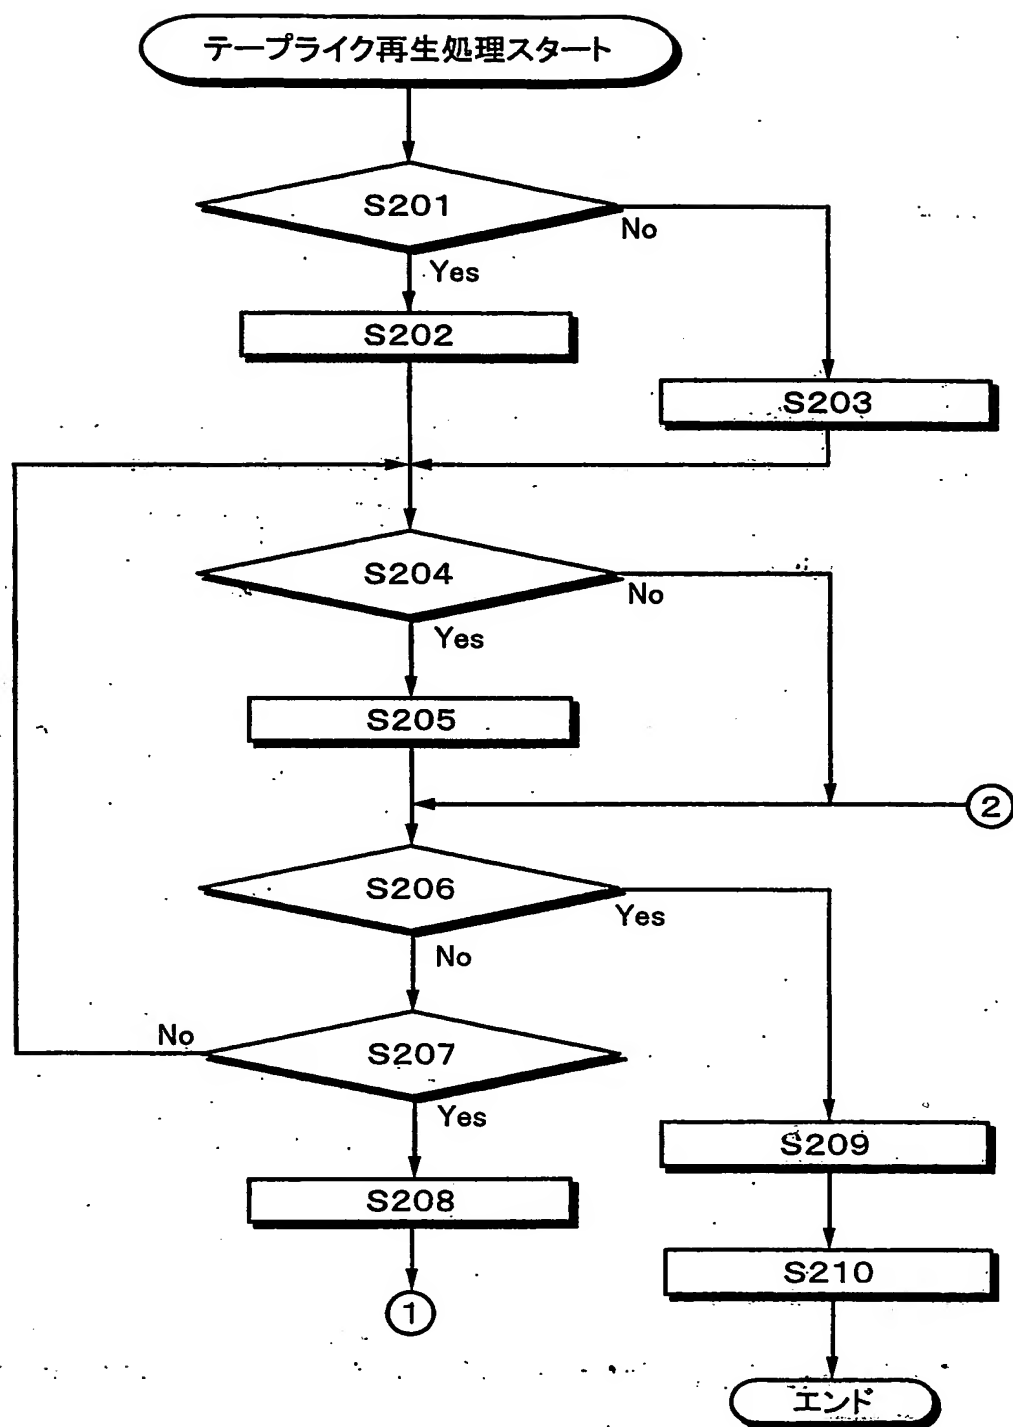 テープライク再生処理スタート
S201
No
Yes
S202
S203
S204
No
Yes
S205
2
S206
Yes
No
No
S207
Yes
S209
S208
S210
1
エンド